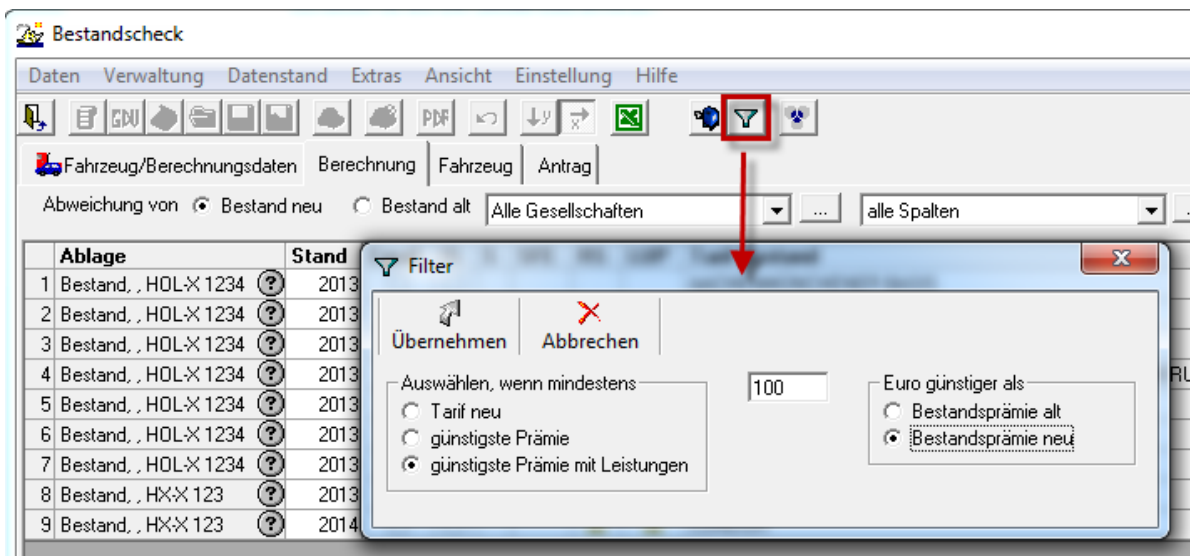 Bestandscheck
Daten Verwaltung Datenstand Extras Ansicht Einstellung Hilfe
GDV PDF y x
Fahrzeug/Berechnungsdaten Berechnung Fahrzeug Antrag
Abweichung von Bestand neu Bestand alt Alle Gesellschaften ... alle Spalten
Ablage Stand
1 Bestand, , HOL-X 1234 ? 2013
2 Bestand, , HOL-X 1234 ? 2013
3 Bestand, , HOL-X 1234 ? 2013
4 Bestand, , HOL-X 1234 ? 2013 RU
5 Bestand, , HOL-X 1234 ? 2013
6 Bestand, , HOL-X 1234 ? 2013
7 Bestand, , HOL-X 1234 ? 2013
8 Bestand, , HX-X 123 ? 2013
9 Bestand, , HX-X 123 ? 2014
Filter
Übernehmen Abbrechen
Auswählen, wenn mindestens 100 Euro günstiger als
Tarif neu Bestandsprämie alt
günstigste Prämie Bestandsprämie neu
günstigste Prämie mit Leistungen